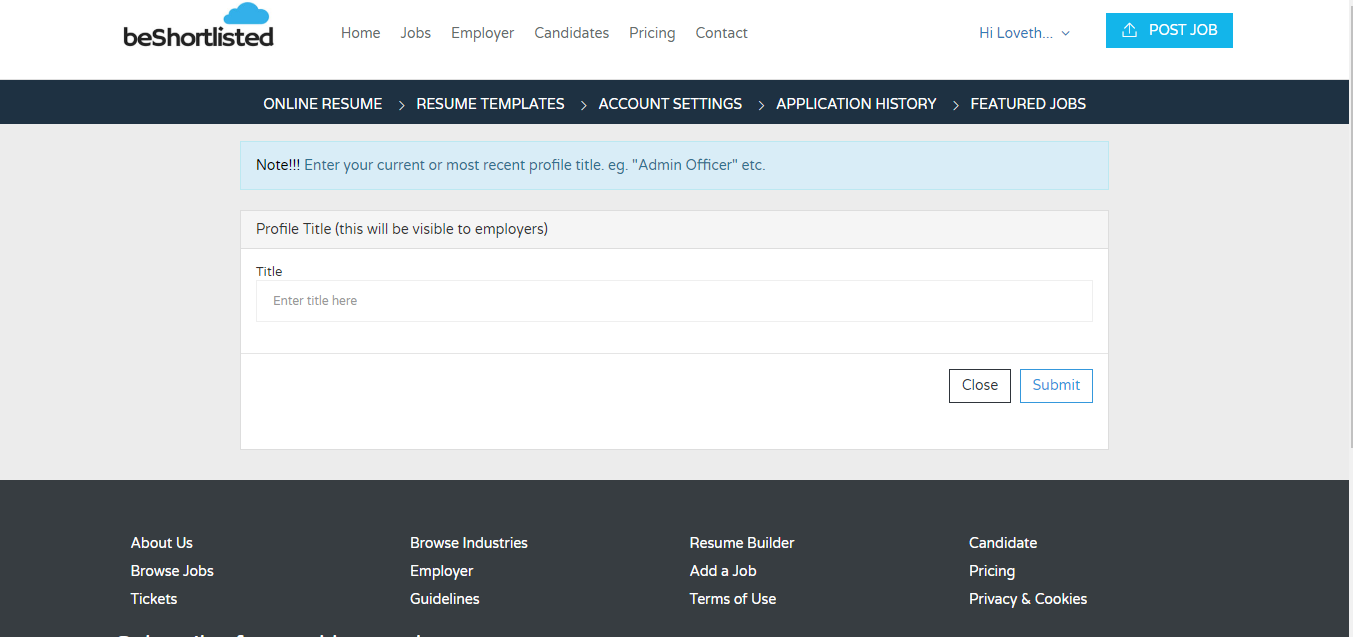 beShortlisted
Home Jobs Employer Candidates Pricing Contact Hi Loveth... POST JOB
ONLINE RESUME > RESUME TEMPLATES > ACCOUNT SETTINGS > APPLICATION HISTORY > FEATURED JOBS
Note!!! Enter your current or most recent profile title. eg. "Admin Officer" etc.
Profile Title (this will be visible to employers)
Title
Enter title here
Close Submit
About Us Browse Industries Resume Builder Candidate
Browse Jobs Employer Add a Job Pricing
Tickets Guidelines Terms of Use Privacy & Cookies